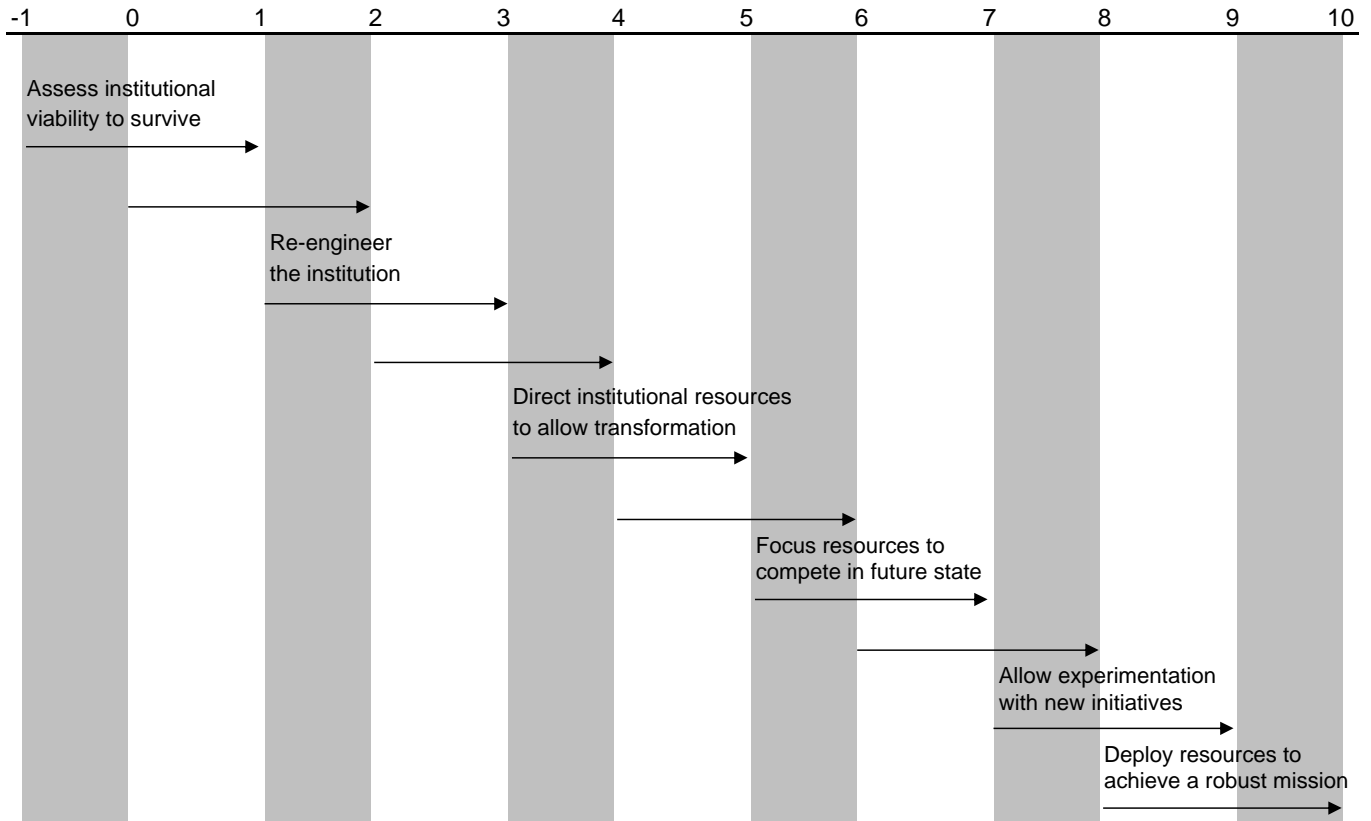 -1 0 1 2 3 4 5 6 7 8 9 10
Assess institutional
viability to survive
Re-engineer
the institution
Direct institutional resources
to allow transformation
Focus resources to
compete in future state
Allow experimentation
with new initiatives
Deploy resources to
achieve a robust mission